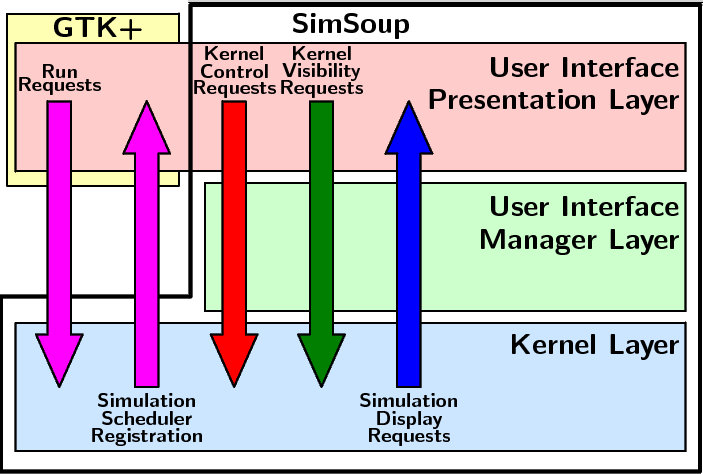 GTK+
SimSoup
Run
Requests
Kernel
Control
Requests
Kernel
Visibility
Requests
User Interface
Presentation Layer
User Interface
Manager Layer
Kernel Layer
Simulation
Scheduler
Registration
Simulation
Display
Requests